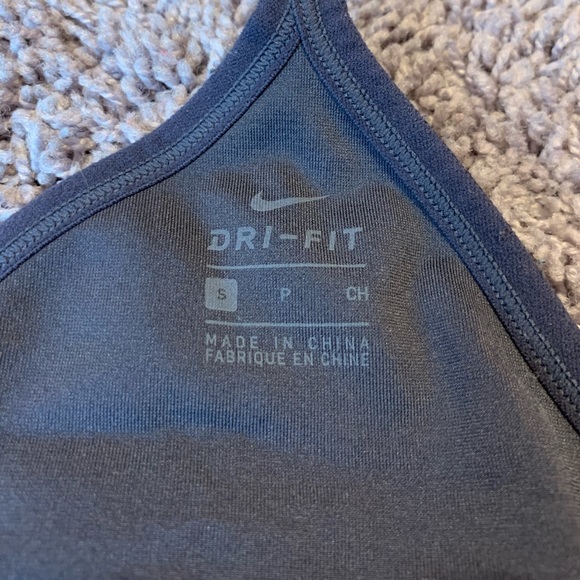 DRI-FIT
S P CH
MADE IN CHINA
FABRIQUE EN CHINE